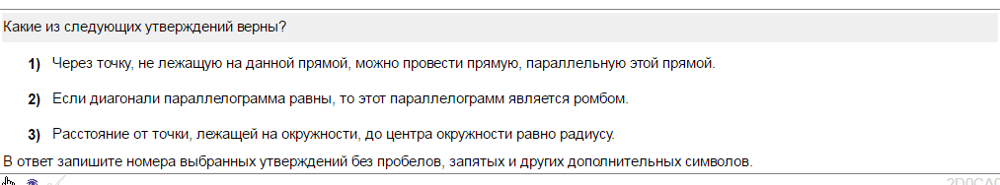 Какие из следующих утверждений верны?
1) Через точку, не лежащую на данной прямой, можно провести прямую, параллельную этой прямой.
2) Если диагонали параллелограмма равны, то этот параллелограмм является ромбом.
3) Расстояние от точки, лежащей на окружности, до центра окружности равно радиусу.
В ответ запишите номера выбранных утверждений без пробелов, запятых и других дополнительных символов.